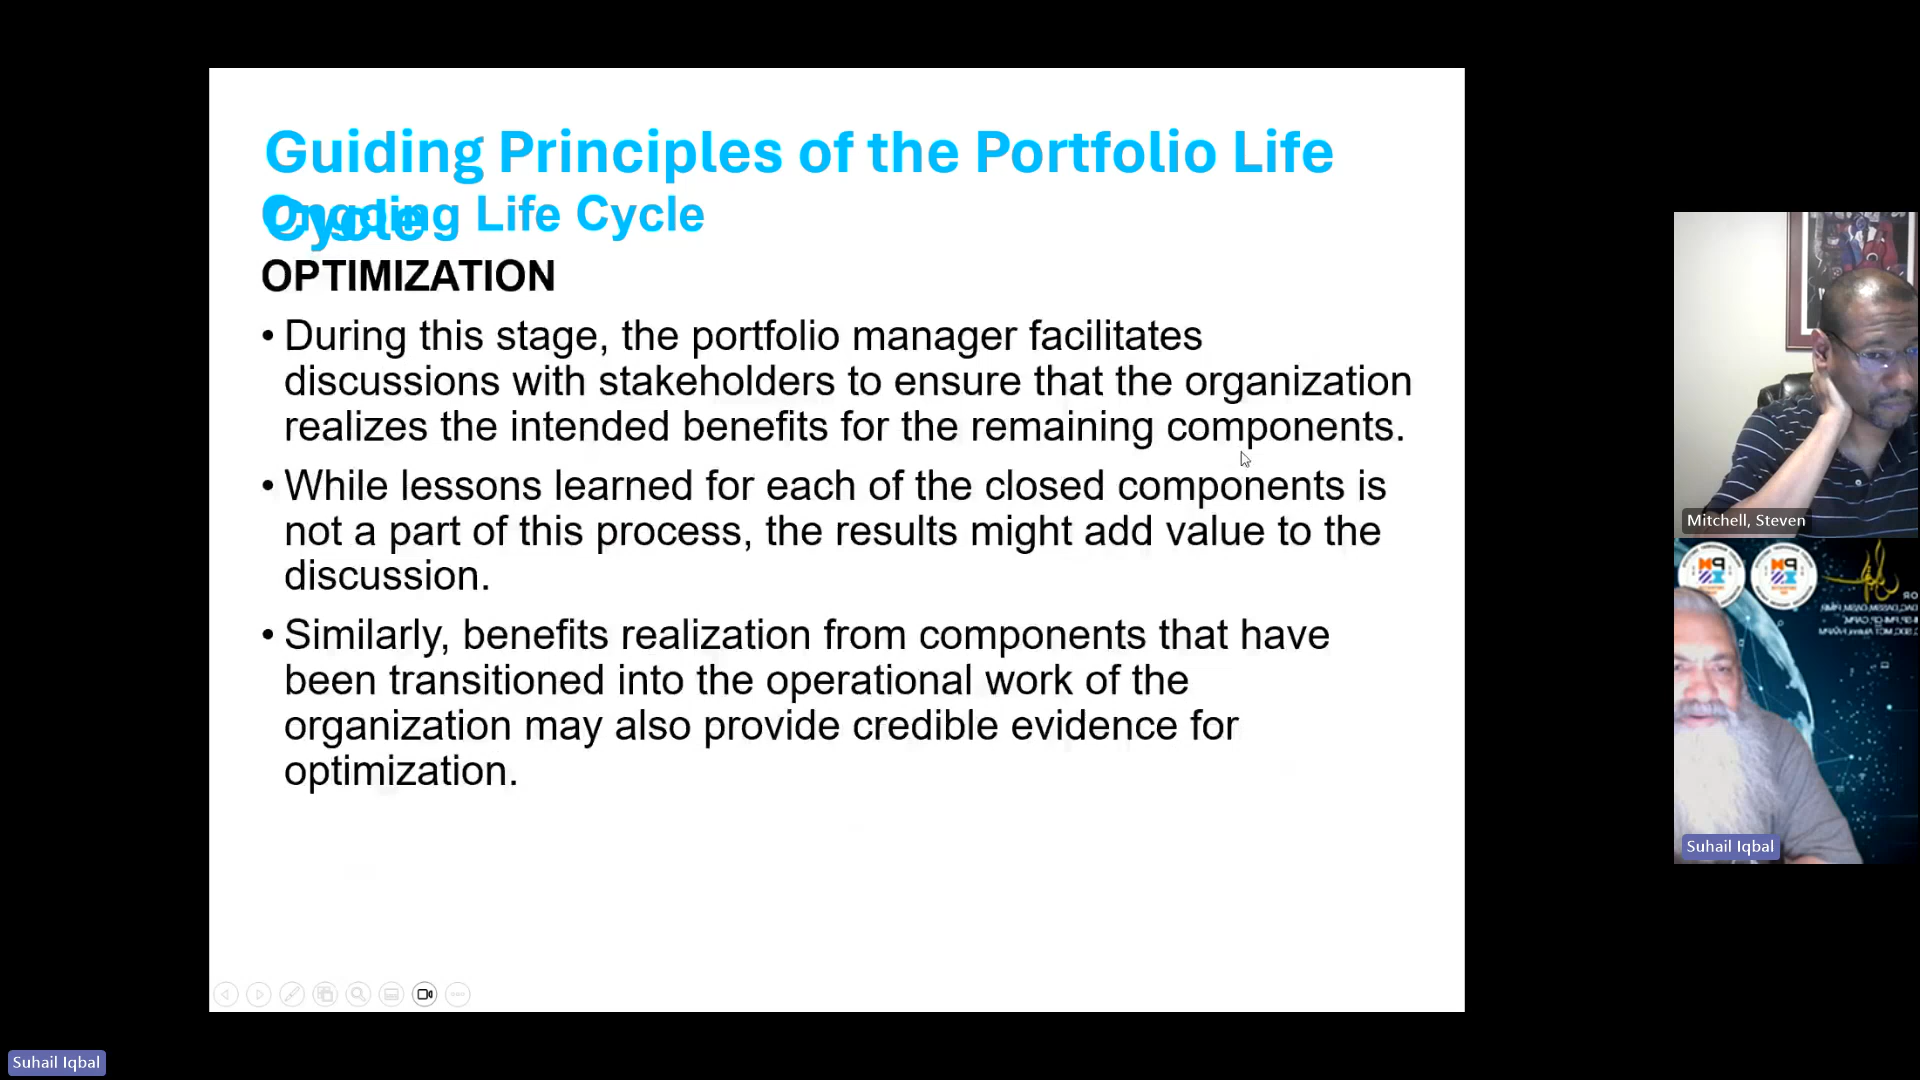 Guiding Principles of the Portfolio Life
Cycle
Ongoing Life Cycle
OPTIMIZATION
• During this stage, the portfolio manager facilitates
discussions with stakeholders to ensure that the organization
realizes the intended benefits for the remaining components.
• While lessons learned for each of the closed components is
not a part of this process, the results might add value to the
discussion.
• Similarly, benefits realization from components that have
been transitioned into the operational work of the
organization may also provide credible evidence for
optimization.
Mitchell, Steven
Suhail Iqbal
Suhail Iqbal